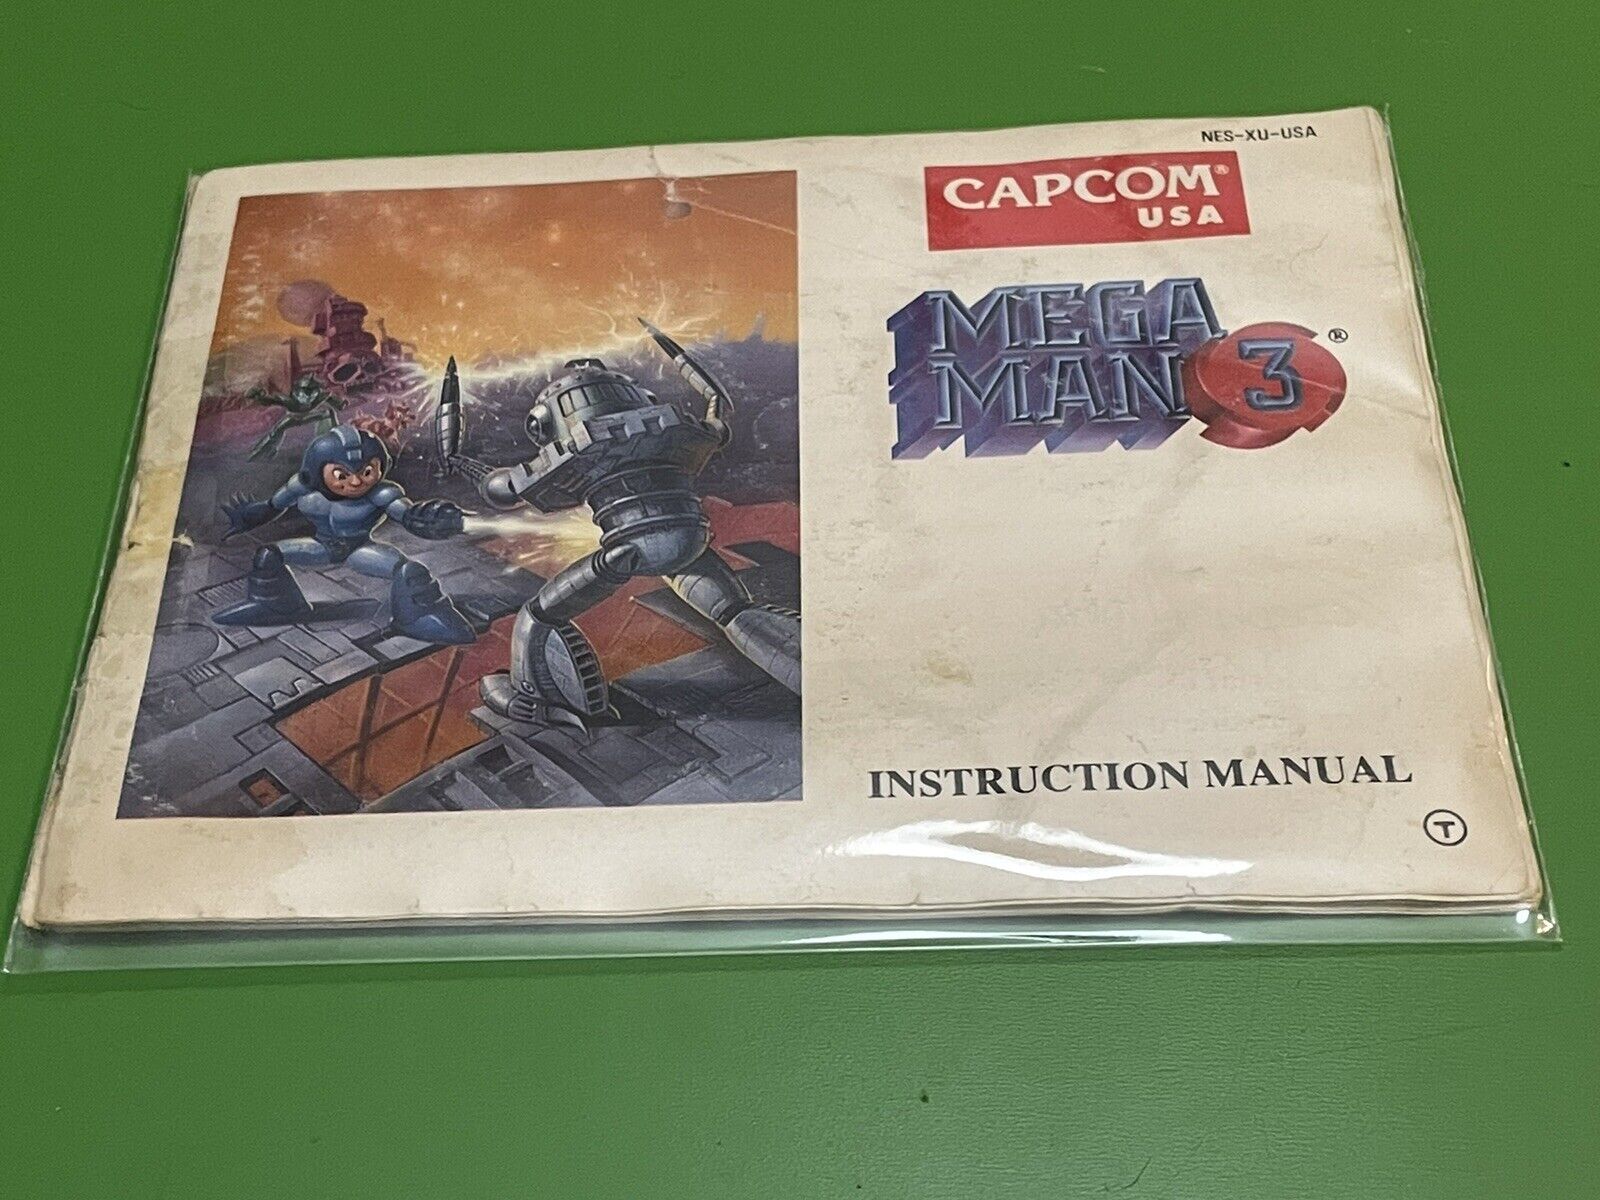 NES-XU-USA
CAPCOM®
USA
MEGA
MAN 3®
INSTRUCTION MANUAL
T